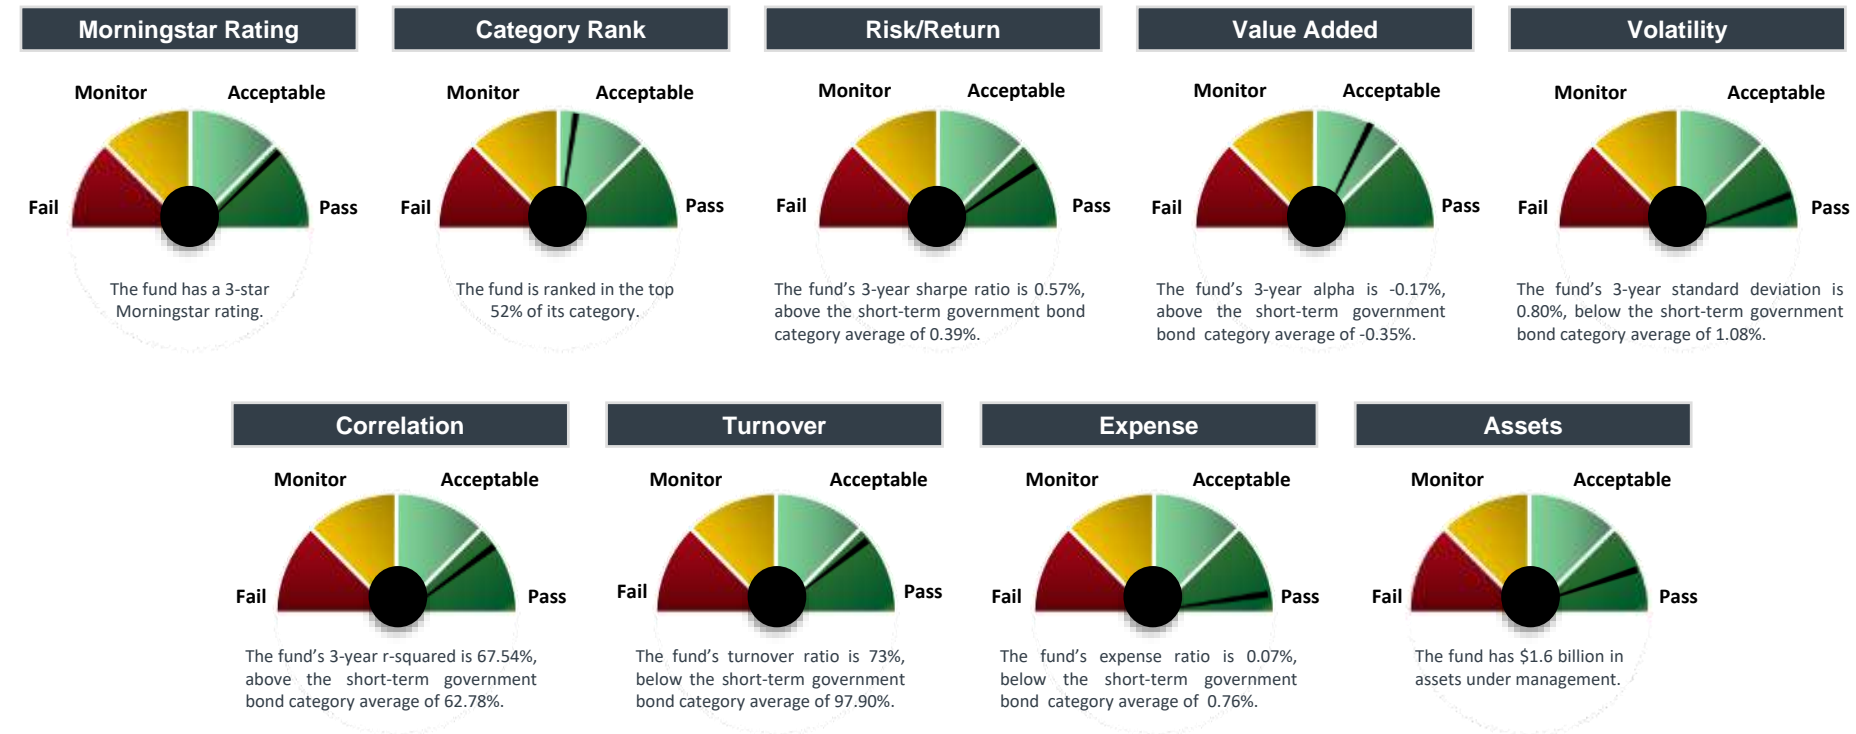 Morningstar Rating
Category Rank
Risk/Return
Value Added
Volatility
Monitor
Acceptable
Fail
Pass
The fund has a 3-star
Morningstar rating.
Monitor
Acceptable
Fail
Pass
The fund is ranked in the top
52% of its category.
Monitor
Acceptable
Fail
Pass
The fund's 3-year sharpe ratio is 0.57%,
above the short-term government bond
category average of 0.39%.
Monitor
Acceptable
Fail
Pass
The fund's 3-year alpha is -0.17%,
above the short-term government
bond category average of -0.35%.
Monitor
Acceptable
Fail
Pass
The fund's 3-year standard deviation is
0.80%, below the short-term government
bond category average of 1.08%.
Correlation
Turnover
Expense
Assets
Monitor
Acceptable
Fail
Pass
The fund's 3-year r-squared is 67.54%,
above the short-term government
bond category average of 62.78%.
Monitor
Acceptable
Fail
Pass
The fund's turnover ratio is 73%,
below the short-term government
bond category average of 97.90%.
Monitor
Acceptable
Fail
Pass
The fund's expense ratio is 0.07%,
below the short-term government
bond category average of 0.76%.
Monitor
Acceptable
Fail
Pass
The fund has $1.6 billion in
assets under management.